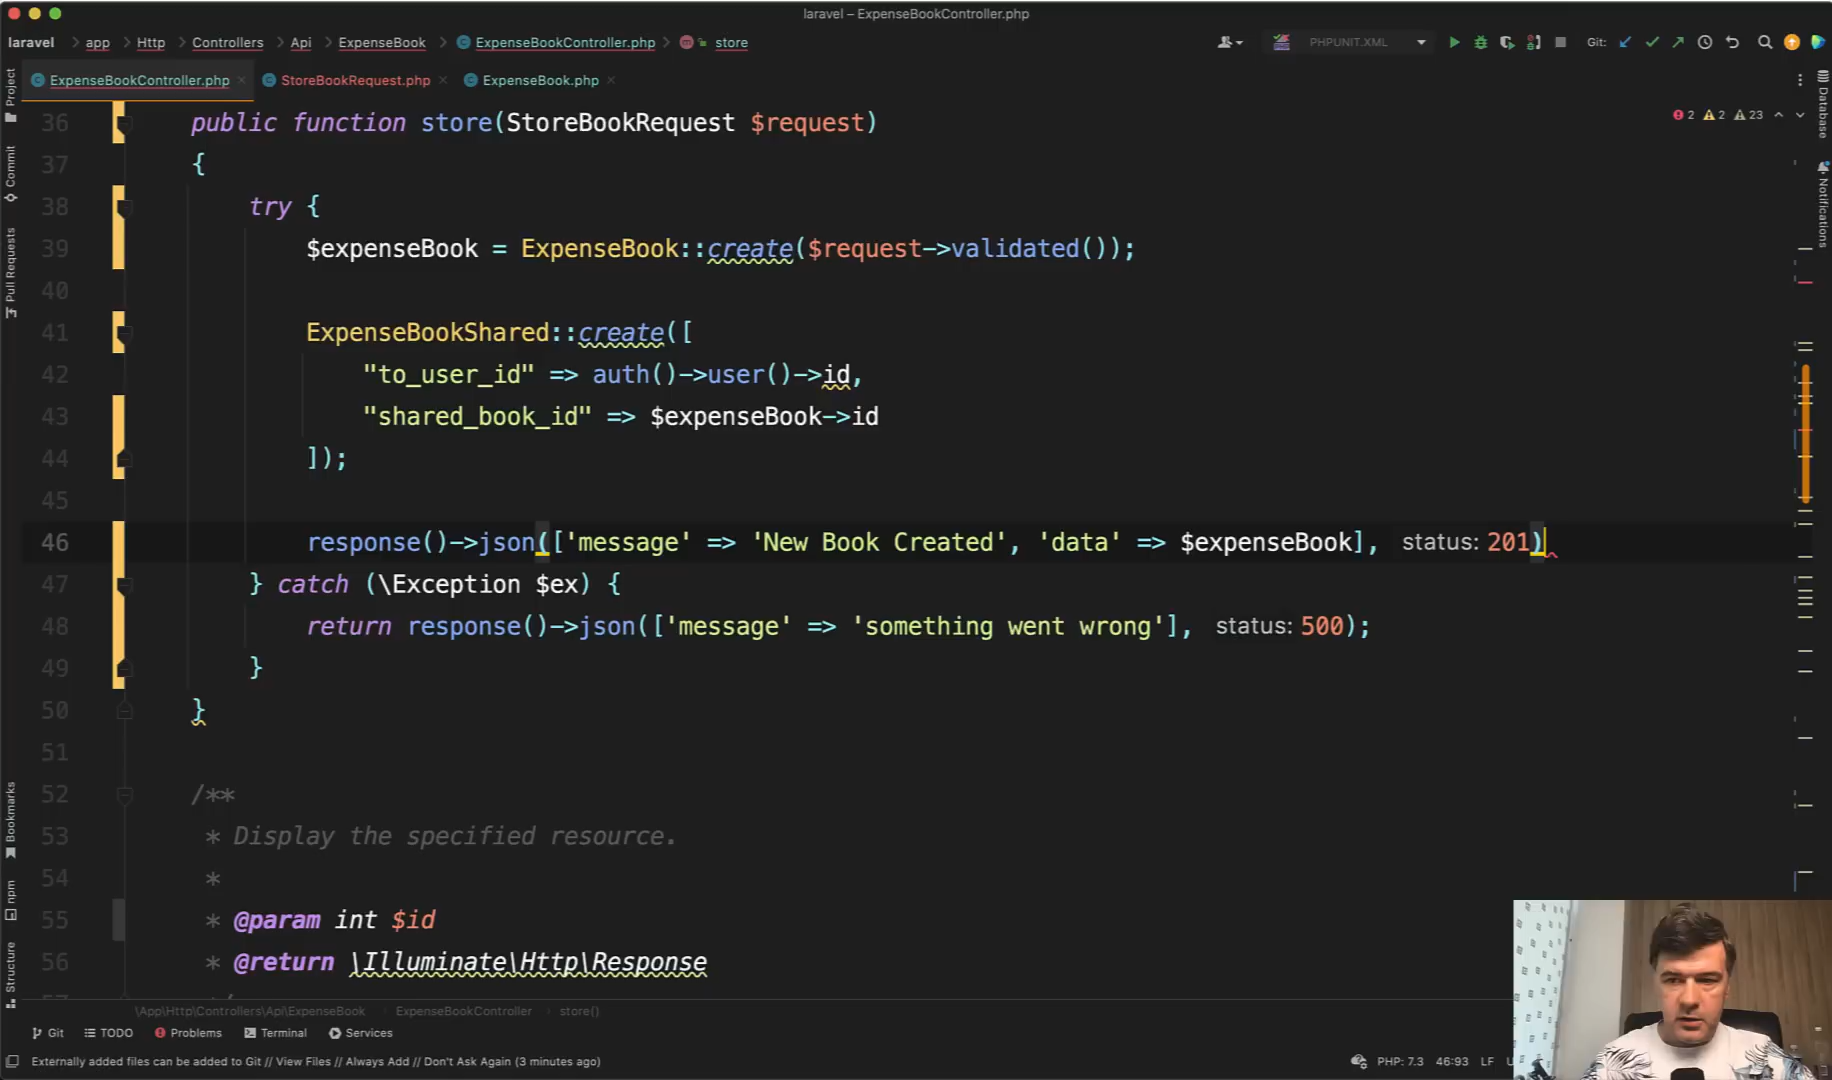 laravel – ExpenseBookController.php
laravel > app > Http > Controllers > Api > ExpenseBook > ExpenseBookController.php > store
PHPUNIT.XML
Git:
ExpenseBookController.php
StoreBookRequest.php
ExpenseBook.php
2 2 23
Project
Commit
Pull Requests
Bookmarks
npm
Structure
Database
Notifications
36 public function store(StoreBookRequest $request)
37 {
38 try {
39 $expenseBook = ExpenseBook::create($request->validated());
40
41 ExpenseBookShared::create([
42 "to_user_id" => auth()->user()->id,
43 "shared_book_id" => $expenseBook->id
44 ]);
45
46 response()->json(['message' => 'New Book Created', 'data' => $expenseBook], status: 201)
47 } catch (\Exception $ex) {
48 return response()->json(['message' => 'something went wrong'], status: 500);
49 }
50 }
51
52 /**
53 * Display the specified resource.
54 *
55 * @param int $id
56 * @return \Illuminate\Http\Response
\App\Http\Controllers\Api\ExpenseBook ExpenseBookController store()
Git TODO Problems Terminal Services
Externally added files can be added to Git // View Files // Always Add // Don't Ask Again (3 minutes ago)
PHP: 7.3 46:93 LF